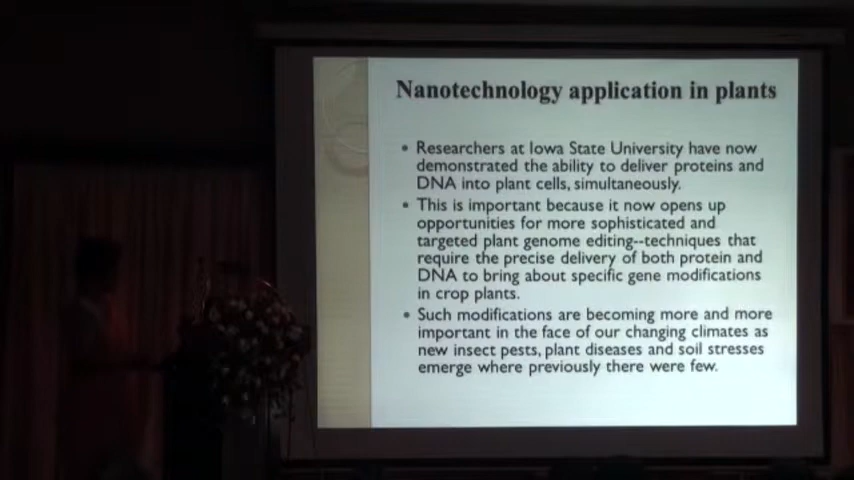 Nanotechnology application in plants
• Researchers at Iowa State University have now
demonstrated the ability to deliver proteins and
DNA into plant cells, simultaneously.
• This is important because it now opens up
opportunities for more sophisticated and
targeted plant genome editing--techniques that
require the precise delivery of both protein and
DNA to bring about specific gene modifications
in crop plants.
• Such modifications are becoming more and more
important in the face of our changing climates as
new insect pests, plant diseases and soil stresses
emerge where previously there were few.